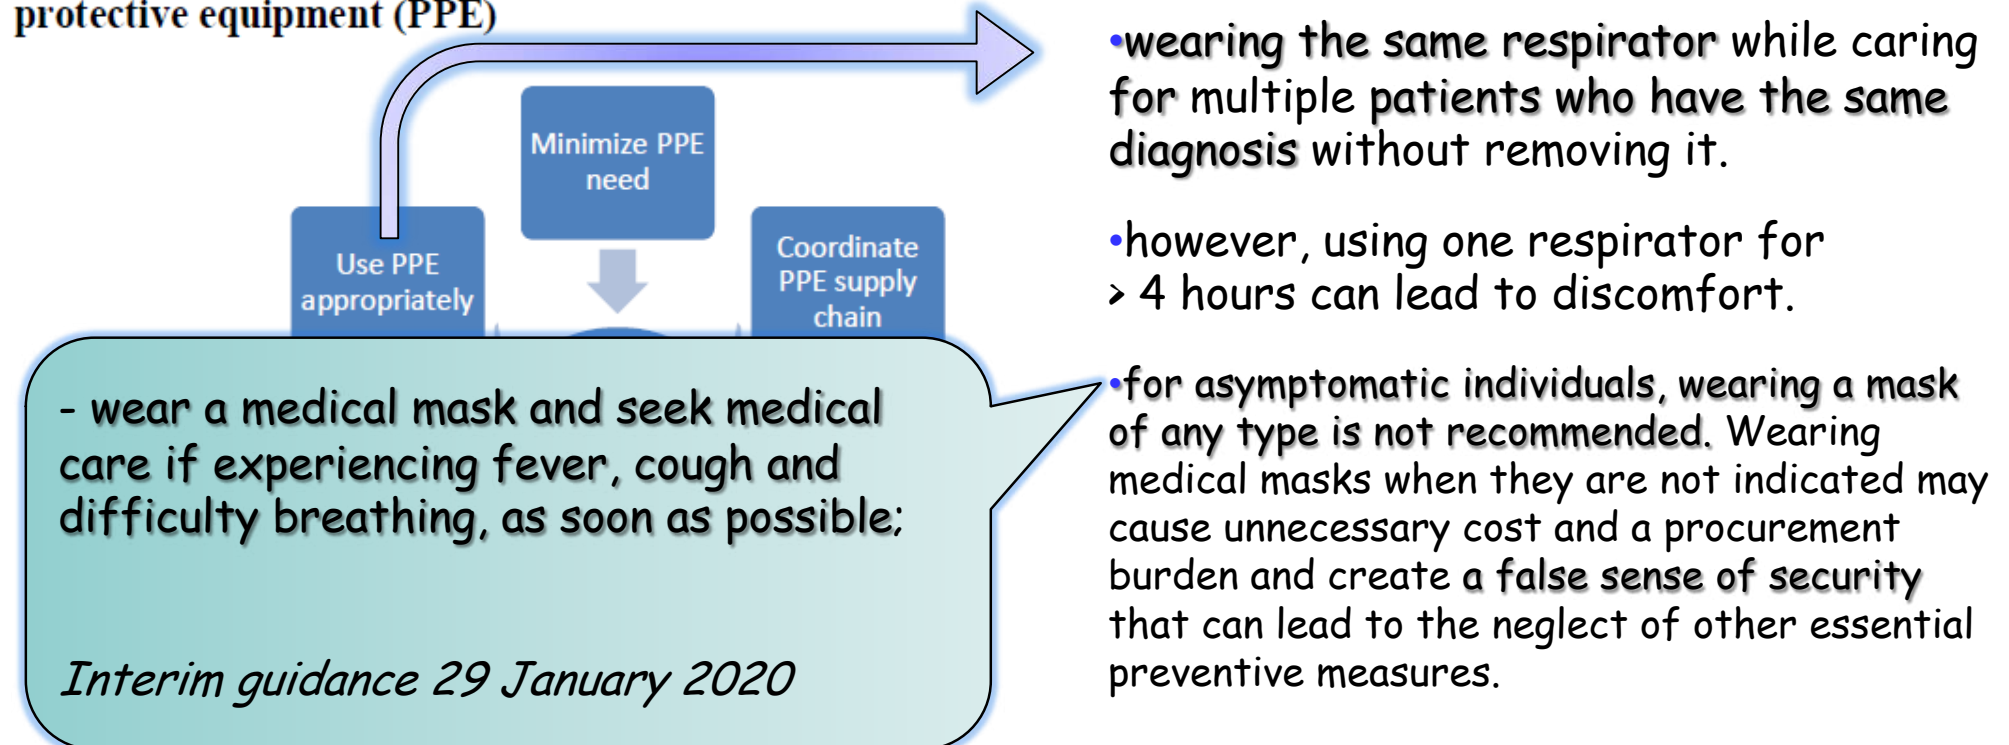 protective equipment (PPE)
Minimize PPE
need
Use PPE
appropriately
Coordinate
PPE supply
chain
- wear a medical mask and seek medical
care if experiencing fever, cough and
difficulty breathing, as soon as possible;
Interim guidance 29 January 2020
•wearing the same respirator while caring
for multiple patients who have the same
diagnosis without removing it.
•however, using one respirator for
> 4 hours can lead to discomfort.
•for asymptomatic individuals, wearing a mask
of any type is not recommended. Wearing
medical masks when they are not indicated may
cause unnecessary cost and a procurement
burden and create a false sense of security
that can lead to the neglect of other essential
preventive measures.